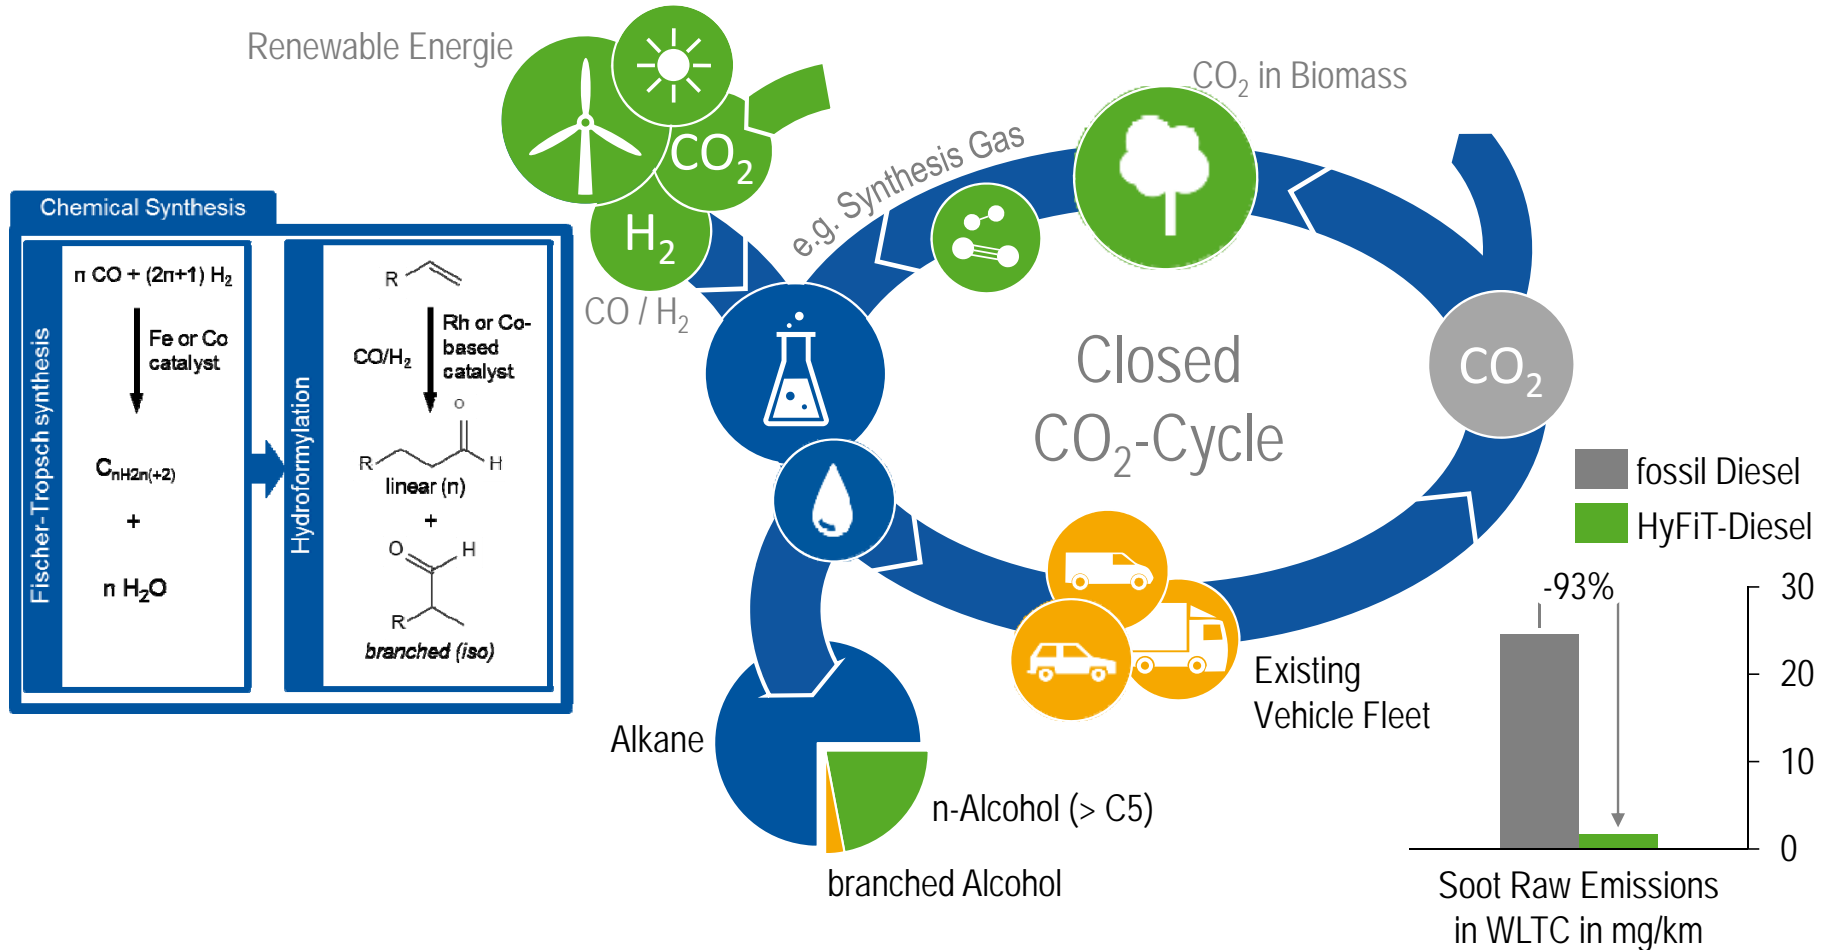 Renewable Energie
CO₂
H₂
CO / H₂
e.g. Synthesis Gas
CO₂ in Biomass
Chemical Synthesis
Fischer-Tropsch synthesis
n CO + (2n+1) H₂
Fe or Co
catalyst
CnH2n(+2)
+
n H₂O
Hydroformylation
R
CO/H₂
Rh or Co-
based
catalyst
O
R
H
linear (n)
+
O
H
R
branched (iso)
Closed
CO₂-Cycle
CO₂
Existing
Vehicle Fleet
Alkane
n-Alcohol (> C5)
branched Alcohol
fossil Diesel
HyFiT-Diesel
-93%
30
20
10
0
Soot Raw Emissions
in WLTC in mg/km